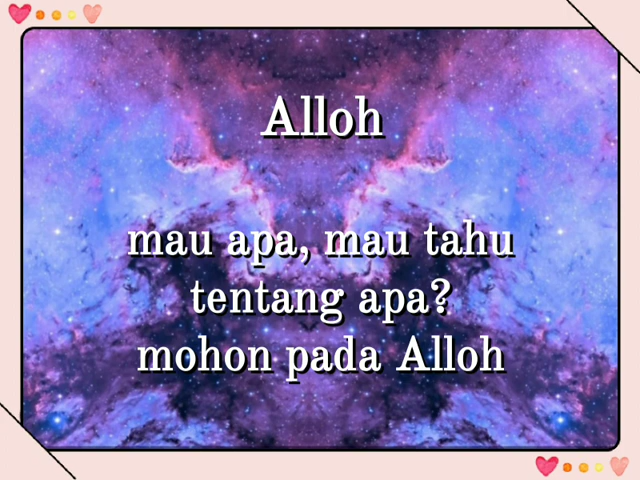 Alloh
mau apa, mau tahu
tentang apa?
mohon pada Alloh